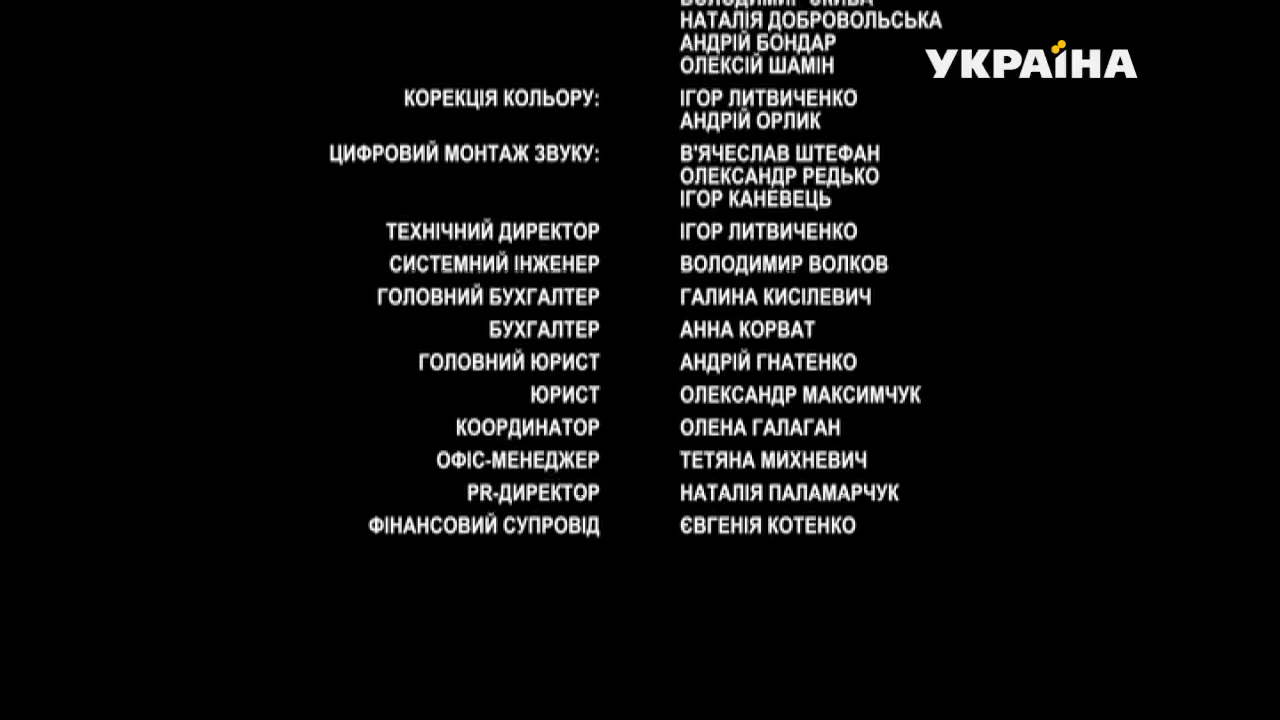 НАТАЛІЯ ДОБРОВОЛЬСЬКА
АНДРІЙ БОНДАР
ОЛЕКСІЙ ШАМІН
УКРАЇНА
КОРЕКЦІЯ КОЛЬОРУ: ІГОР ЛИТВИЧЕНКО
АНДРІЙ ОРЛИК
ЦИФРОВИЙ МОНТАЖ ЗВУКУ: В'ЯЧЕСЛАВ ШТЕФАН
ОЛЕКСАНДР РЕДЬКО
ІГОР КАНЕВЕЦЬ
ТЕХНІЧНИЙ ДИРЕКТОР ІГОР ЛИТВИЧЕНКО
СИСТЕМНИЙ ІНЖЕНЕР ВОЛОДИМИР ВОЛКОВ
ГОЛОВНИЙ БУХГАЛТЕР ГАЛИНА КИСІЛЕВИЧ
БУХГАЛТЕР АННА КОРВАТ
ГОЛОВНИЙ ЮРИСТ АНДРІЙ ГНАТЕНКО
ЮРИСТ ОЛЕКСАНДР МАКСИМЧУК
КООРДИНАТОР ОЛЕНА ГАЛАГАН
ОФІС-МЕНЕДЖЕР ТЕТЯНА МИХНЕВИЧ
PR-ДИРЕКТОР НАТАЛІЯ ПАЛАМАРЧУК
ФІНАНСОВИЙ СУПРОВІД ЄВГЕНІЯ КОТЕНКО